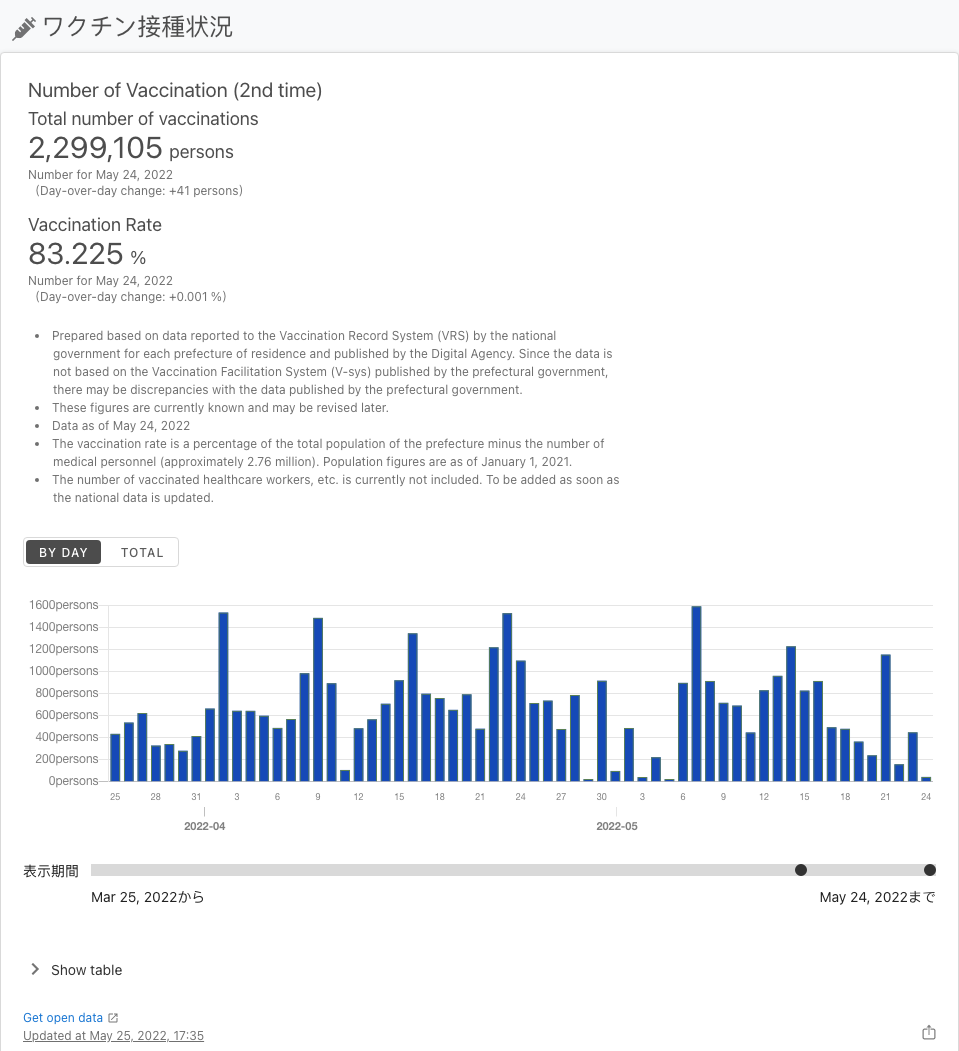 ワクチン接種状況
Number of Vaccination (2nd time)
Total number of vaccinations
2,299,105 persons
Number for May 24, 2022
(Day-over-day change: +41 persons)
Vaccination Rate
83.225 %
Number for May 24, 2022
(Day-over-day change: +0.001 %)
• Prepared based on data reported to the Vaccination Record System (VRS) by the national
government for each prefecture of residence and published by the Digital Agency. Since the data is
not based on the Vaccination Facilitation System (V-sys) published by the prefectural government,
there may be discrepancies with the data published by the prefectural government.
• These figures are currently known and may be revised later.
• Data as of May 24, 2022
• The vaccination rate is a percentage of the total population of the prefecture minus the number of
medical personnel (approximately 2.76 million). Population figures are as of January 1, 2021.
• The number of vaccinated healthcare workers, etc. is currently not included. To be added as soon as
the national data is updated.
BY DAY TOTAL
1600persons
1400persons
1200persons
1000persons
800persons
600persons
400persons
200persons
0persons
25 28 31 3 6 9 12 15 18 21 24 27 30 3 6 9 12 15 18 21 24
2022-04 2022-05
表示期間
Mar 25, 2022から May 24, 2022まで
Show table
Get open data
Updated at May 25, 2022, 17:35